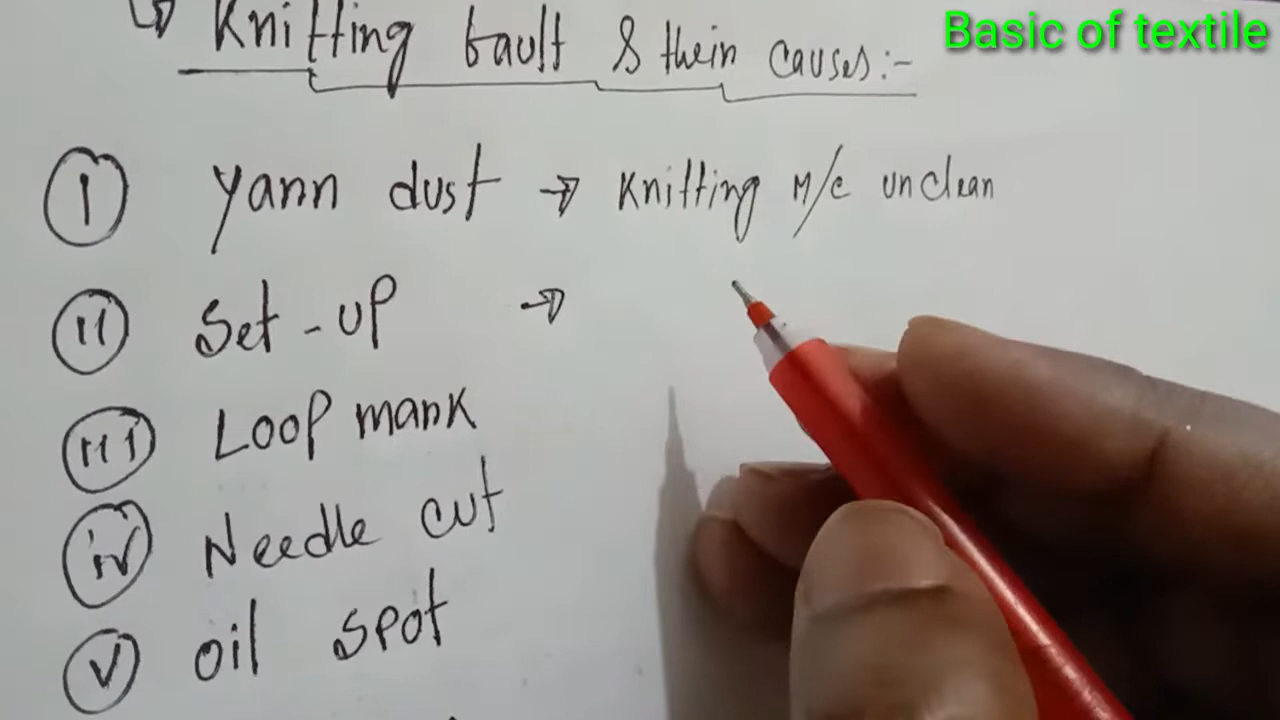 Basic of textile
Knitting fault & their causes:-
I Yarn dust → Knitting M/C unclean
II Set-up →
III Loop mark
IV Needle cut
V oil spot